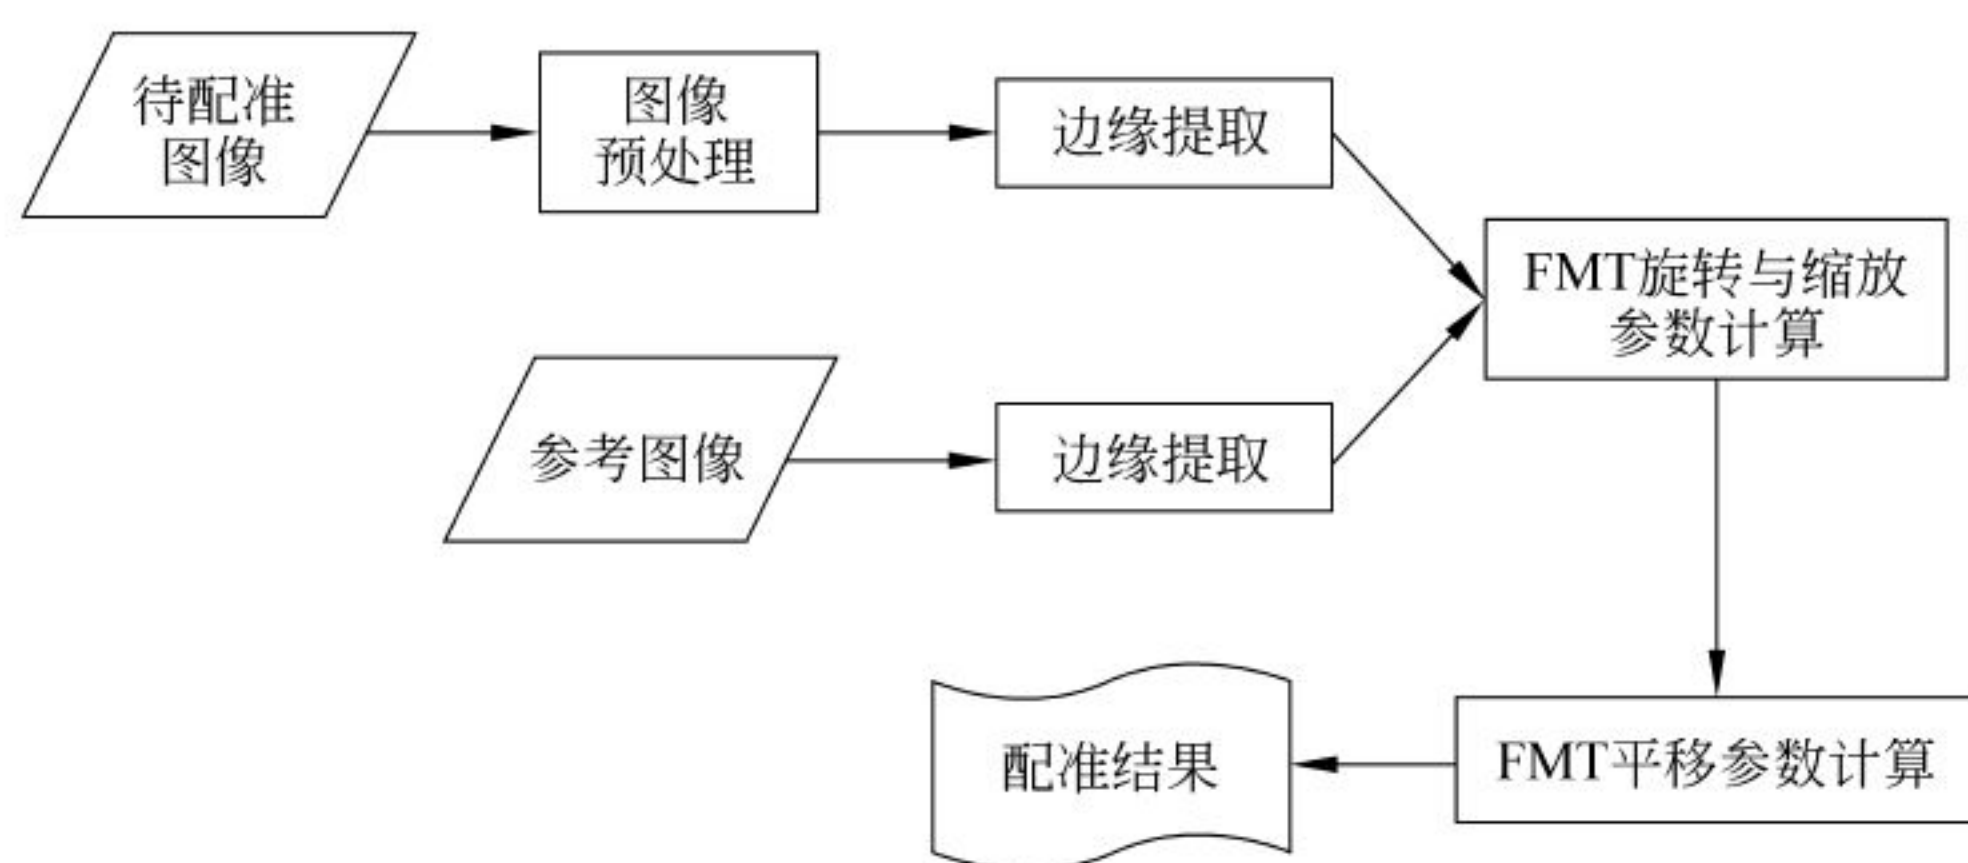 待配准
图像
图像
预处理
边缘提取
FMT旋转与缩放
参数计算
参考图像
边缘提取
配准结果
FMT平移参数计算